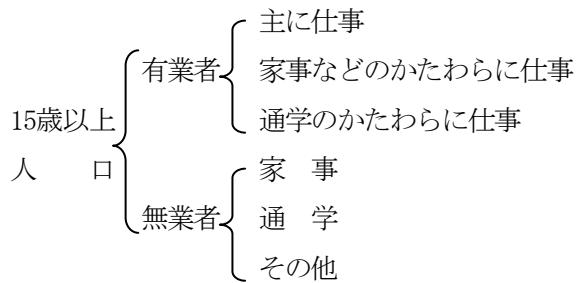 主に仕事
有業者
家事などのかたわらに仕事
15歳以上
通学のかたわらに仕事
人　口
家　事
無業者
通　学
その他